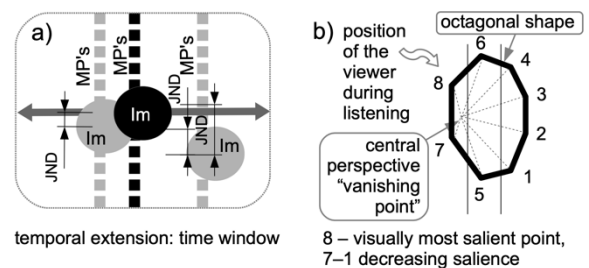 a)
MP's
MP's
MP's
JND
JND
JND
Im
Im
Im
temporal extension: time window
b)
octagonal shape
position
of the
viewer
during
listening
6
4
8
3
2
7
1
5
central
perspective
“vanishing
point”
8 – visually most salient point,
7–1 decreasing salience